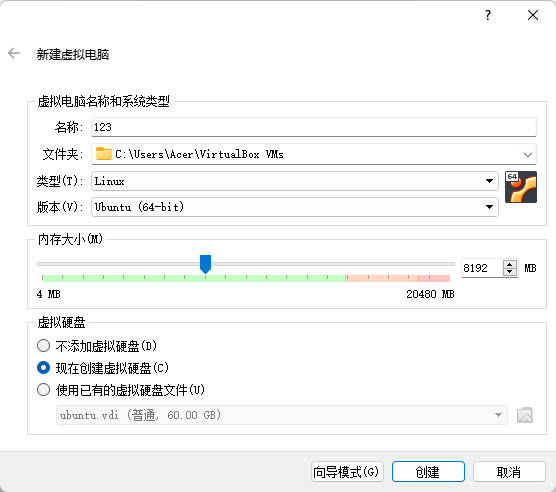 ?
新建虚拟电脑
虚拟电脑名称和系统类型
名称: 123
文件夹: C:\Users\Acer\VirtualBox VMs
类型(T): Linux
64
版本(V): Ubuntu (64-bit)
内存大小(M)
8192 MB
4 MB 20480 MB
虚拟硬盘
不添加虚拟硬盘(D)
现在创建虚拟硬盘(C)
使用已有的虚拟硬盘文件(U)
ubuntu.vdi (普通, 60.00 GB)
向导模式(G) 创建 取消